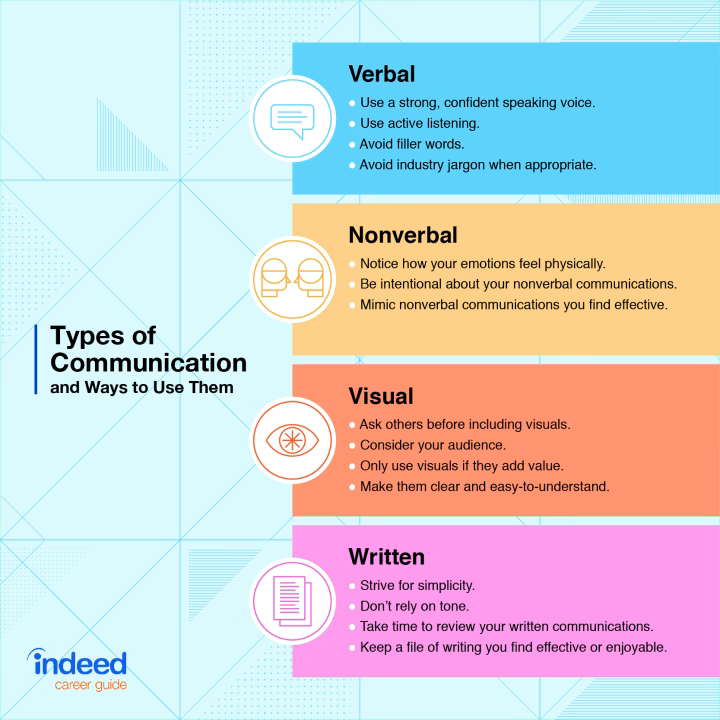 Types of
Communication
and Ways to Use Them
Verbal
● Use a strong, confident speaking voice.
● Use active listening.
● Avoid filler words.
● Avoid industry jargon when appropriate.
Nonverbal
● Notice how your emotions feel physically.
● Be intentional about your nonverbal communications.
● Mimic nonverbal communications you find effective.
Visual
● Ask others before including visuals.
● Consider your audience.
● Only use visuals if they add value.
● Make them clear and easy-to-understand.
Written
● Strive for simplicity.
● Don’t rely on tone.
● Take time to review your written communications.
● Keep a file of writing you find effective or enjoyable.
indeed
career guide